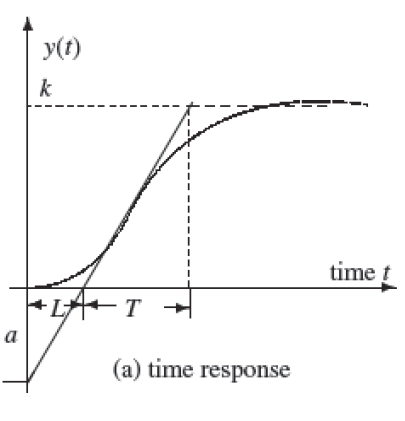 y(t)
k
time t
L T
a
(a) time response